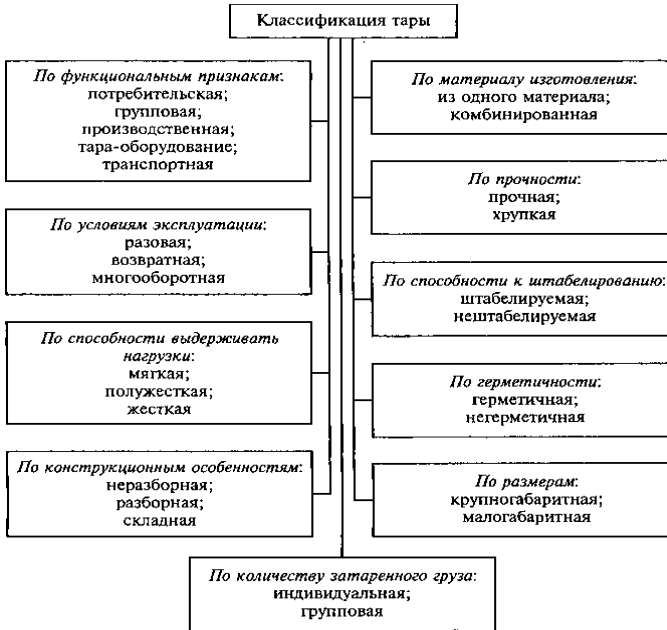 Классификация тары
По функциональным признакам:
потребительская;
групповая;
производственная;
тара-оборудование;
транспортная
По условиям эксплуатации:
разовая;
возвратная;
многооборотная
По способности выдерживать
нагрузки:
мягкая;
полужесткая;
жесткая
По конструкционным особенностям:
неразборная;
разборная;
складная
По материалу изготовления:
из одного материала;
комбинированная
По прочности:
прочная;
хрупкая
По способности к штабелированию:
штабелируемая;
нештабелируемая
По герметичности:
герметичная;
негерметичная
По размерам:
крупногабаритная;
малогабаритная
По количеству затаренного груза:
индивидуальная;
групповая